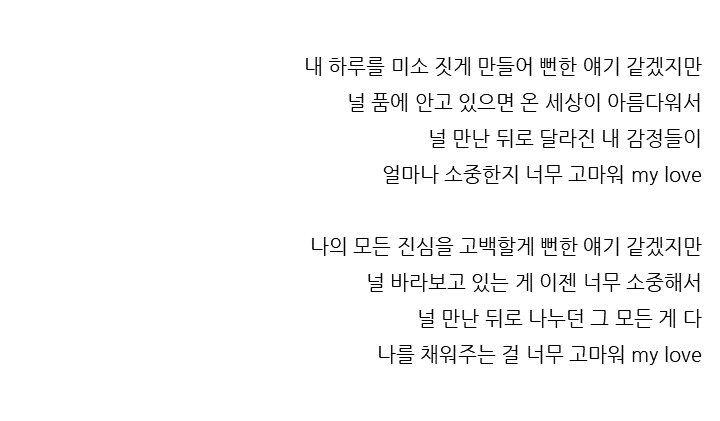 내 하루를 미소 짓게 만들어 뻔한 얘기 같겠지만
널 품에 안고 있으면 온 세상이 아름다워서
널 만난 뒤로 달라진 내 감정들이
얼마나 소중한지 너무 고마워 my love
나의 모든 진심을 고백할게 뻔한 얘기 같겠지만
널 바라보고 있는 게 이젠 너무 소중해서
널 만난 뒤로 나누던 그 모든 게 다
나를 채워주는 걸 너무 고마워 my love